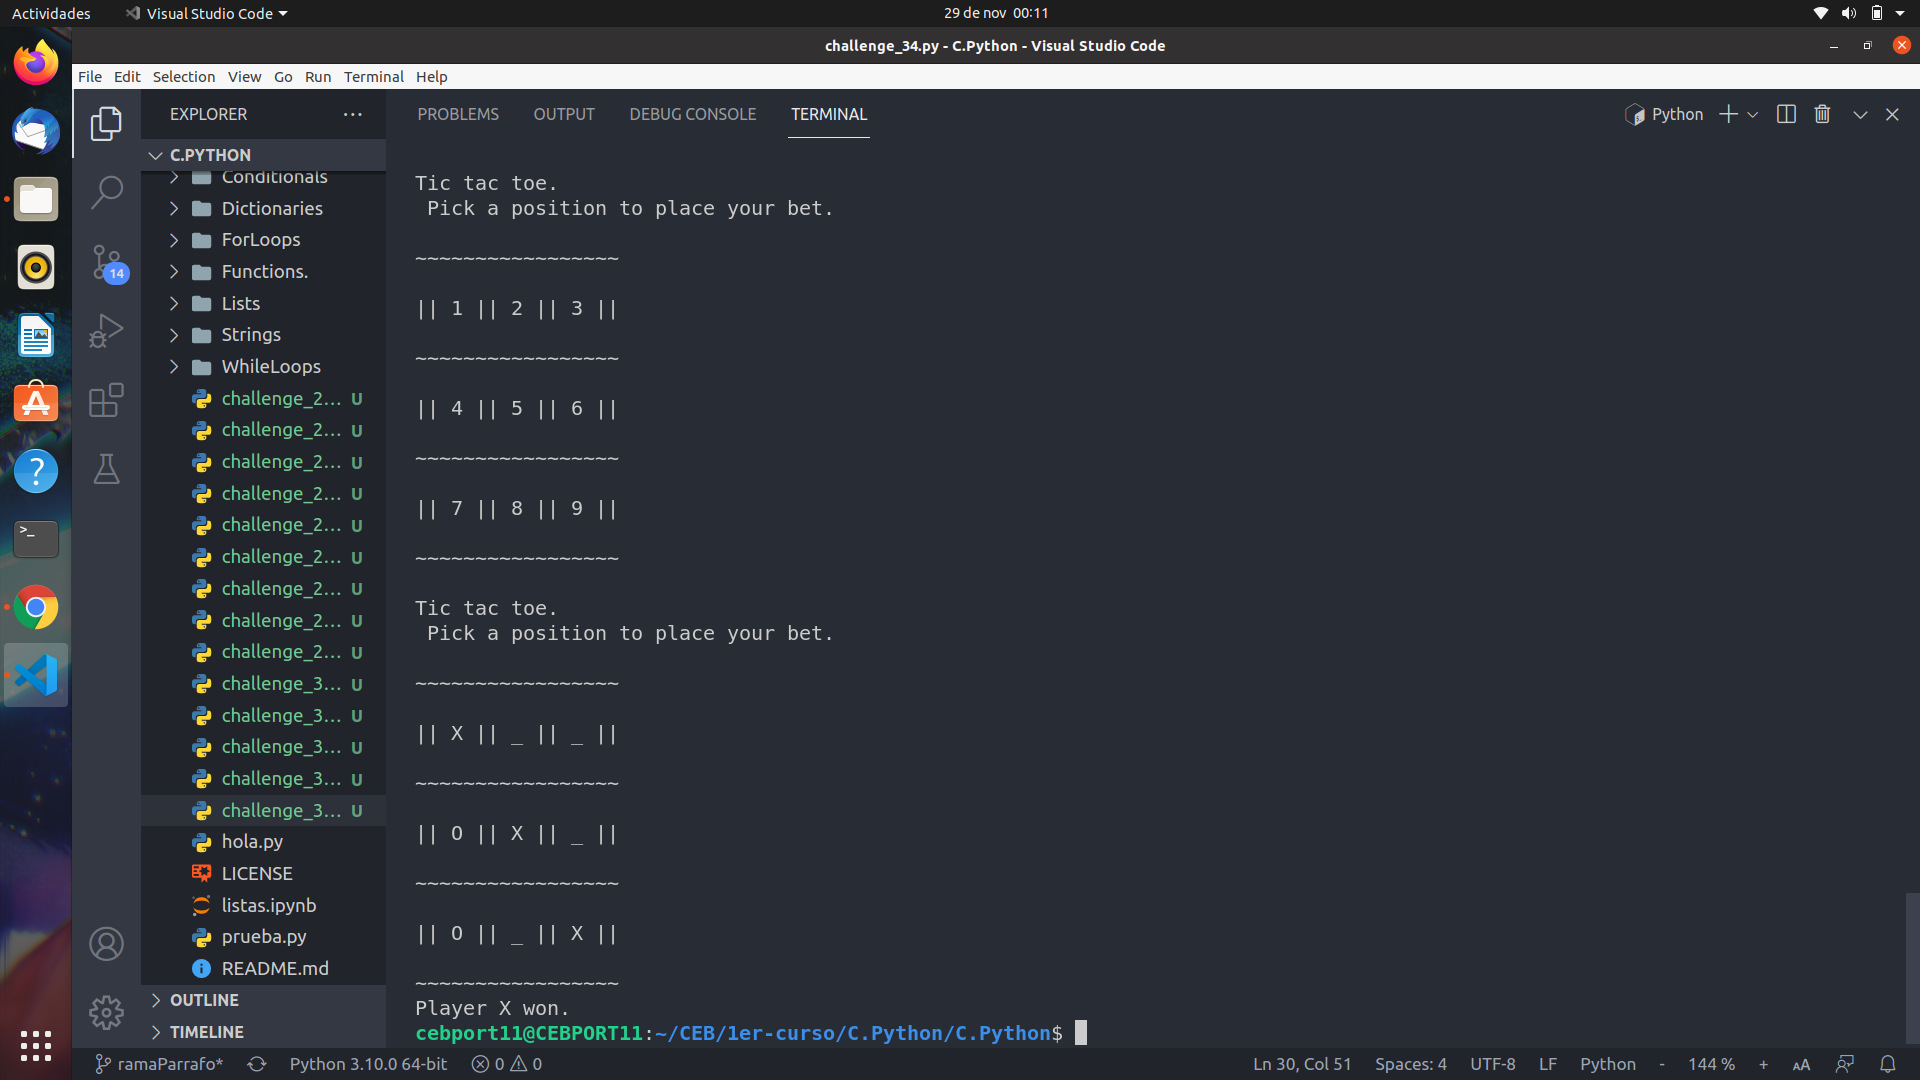 Actividades
Visual Studio Code
29 de nov 00:11
challenge_34.py - C.Python - Visual Studio Code
File Edit Selection View Go Run Terminal Help
EXPLORER ...
C.PYTHON
Conditionals
Dictionaries
ForLoops
Functions.
Lists
Strings
WhileLoops
challenge_2... U
challenge_2... U
challenge_2... U
challenge_2... U
challenge_2... U
challenge_2... U
challenge_2... U
challenge_2... U
challenge_2... U
challenge_3... U
challenge_3... U
challenge_3... U
challenge_3... U
challenge_3... U
hola.py
LICENSE
listas.ipynb
prueba.py
README.md
OUTLINE
TIMELINE
14
PROBLEMS OUTPUT DEBUG CONSOLE TERMINAL
Python
Tic tac toe.
Pick a position to place your bet.
~~~~~~~~~~~~~~~~~
|| 1 || 2 || 3 ||
~~~~~~~~~~~~~~~~~
|| 4 || 5 || 6 ||
~~~~~~~~~~~~~~~~~
|| 7 || 8 || 9 ||
~~~~~~~~~~~~~~~~~
Tic tac toe.
Pick a position to place your bet.
~~~~~~~~~~~~~~~~~
|| X || _ || _ ||
~~~~~~~~~~~~~~~~~
|| O || X || _ ||
~~~~~~~~~~~~~~~~~
|| O || _ || X ||
~~~~~~~~~~~~~~~~~
Player X won.
cebport11@CEBPORT11:~/CEB/1er-curso/C.Python/C.Python$
ramaParrafo* Python 3.10.0 64-bit 0 0 Ln 30, Col 51 Spaces: 4 UTF-8 LF Python - 144 % + AA